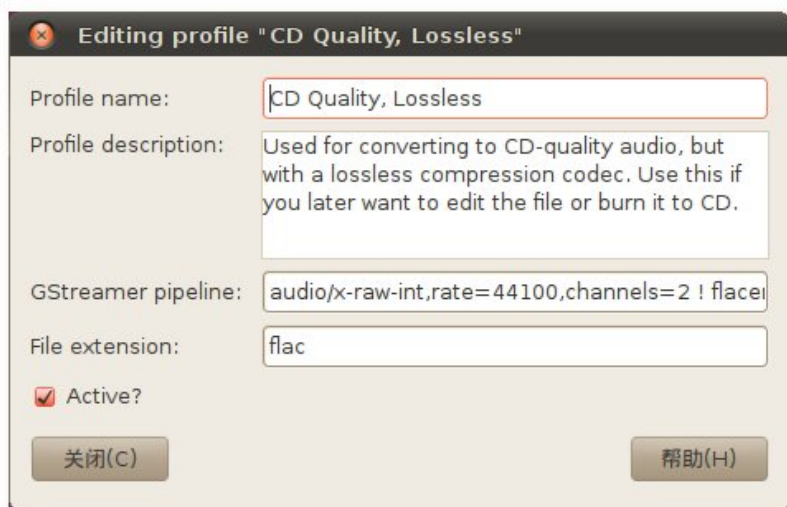 Editing profile "CD Quality, Lossless"
Profile name:
CD Quality, Lossless
Profile description:
Used for converting to CD-quality audio, but
with a lossless compression codec. Use this if
you later want to edit the file or burn it to CD.
GStreamer pipeline:
audio/x-raw-int,rate=44100,channels=2 !
File extension:
flac
Active?
关闭(C)
帮助(H)